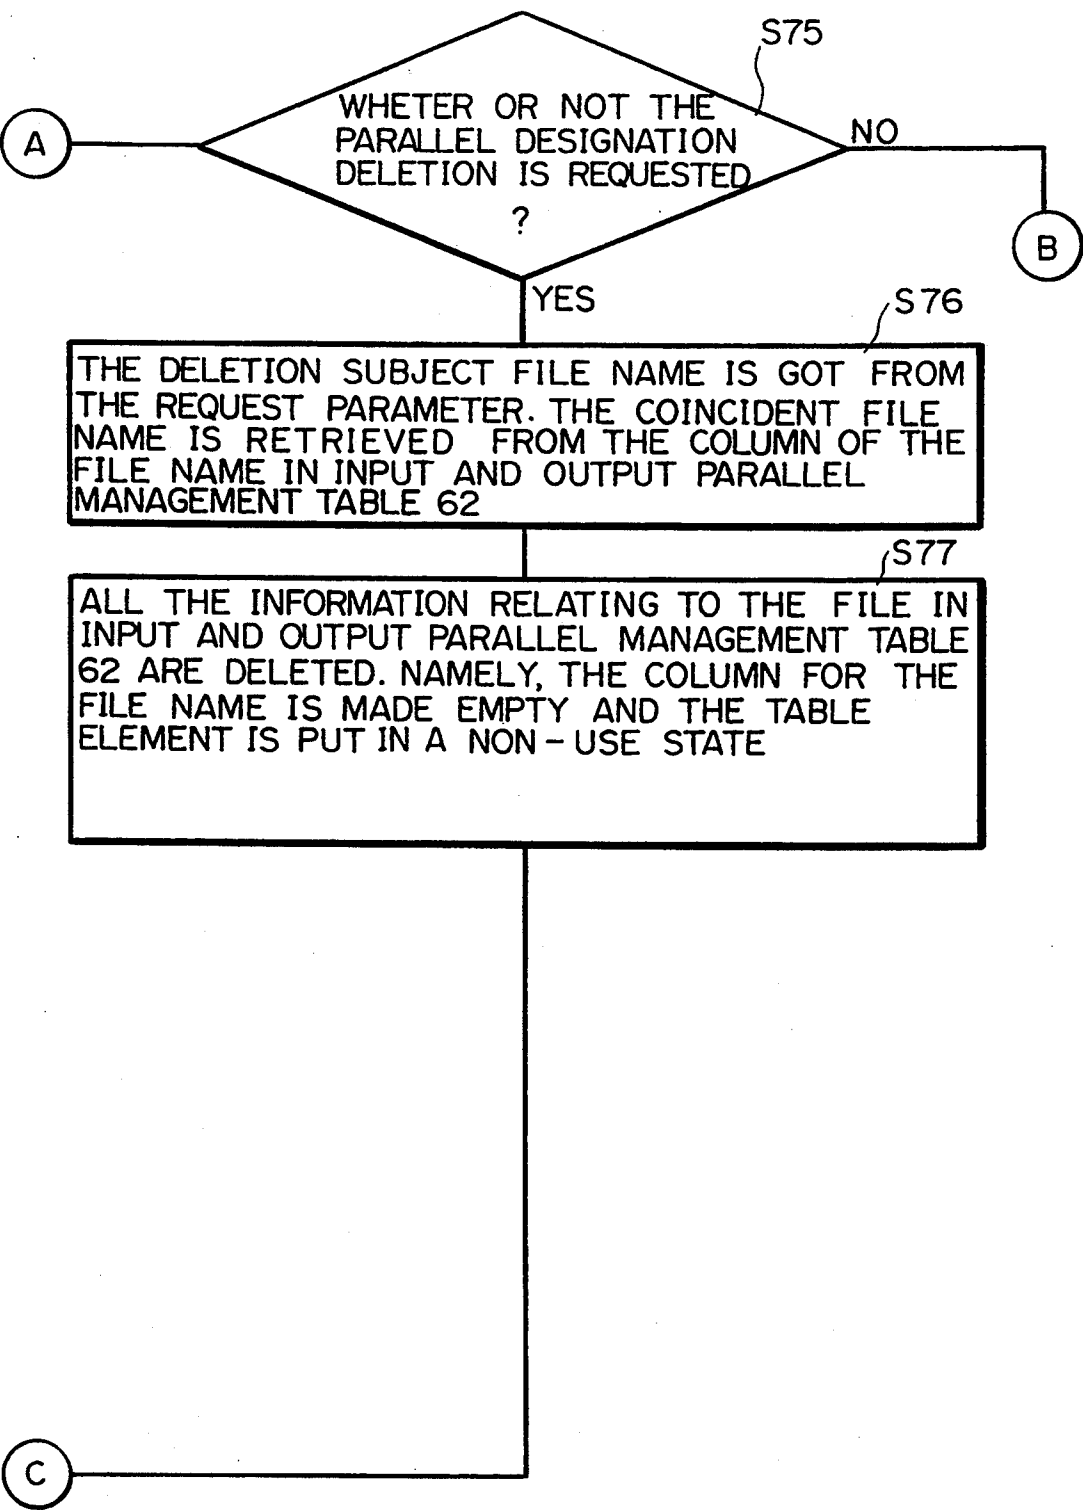 S75
WHETER OR NOT THE
PARALLEL DESIGNATION
DELETION IS REQUESTED
?
A
NO
B
YES
S76
THE DELETION SUBJECT FILE NAME IS GOT FROM
THE REQUEST PARAMETER. THE COINCIDENT FILE
NAME IS RETRIEVED FROM THE COLUMN OF THE
FILE NAME IN INPUT AND OUTPUT PARALLEL
MANAGEMENT TABLE 62
S77
ALL THE INFORMATION RELATING TO THE FILE IN
INPUT AND OUTPUT PARALLEL MANAGEMENT TABLE
62 ARE DELETED. NAMELY, THE COLUMN FOR THE
FILE NAME IS MADE EMPTY AND THE TABLE
ELEMENT IS PUT IN A NON-USE STATE
C